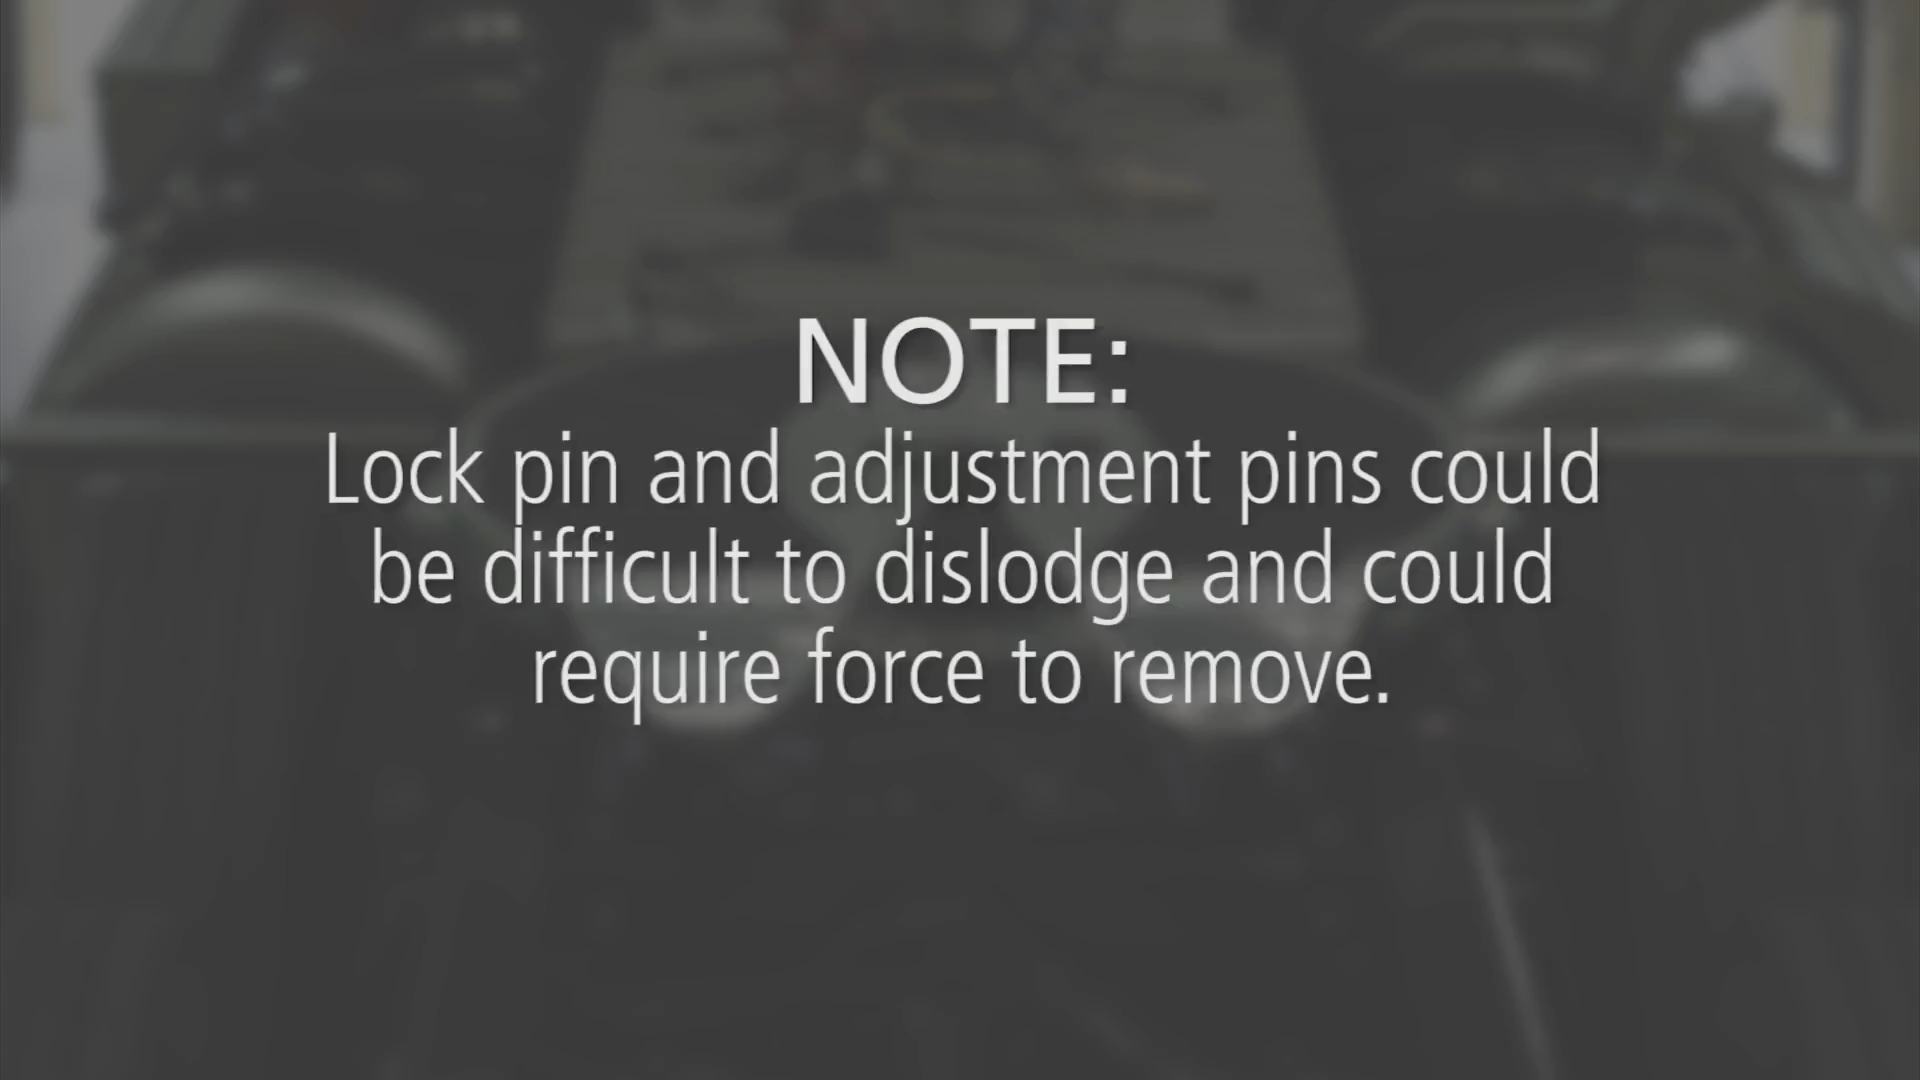 NOTE:
Lock pin and adjustment pins could
be difficult to dislodge and could
require force to remove.